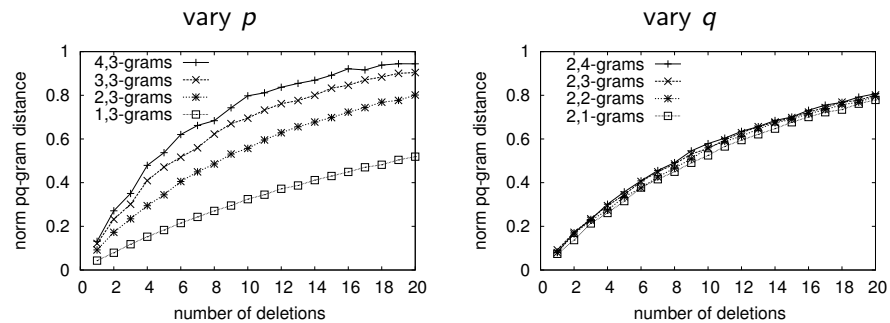 vary p
1
0.8
0.6
0.4
0.2
0
norm pq-gram distance
4,3-grams
3,3-grams
2,3-grams
1,3-grams
0 2 4 6 8 10 12 14 16 18 20
number of deletions
vary q
1
0.8
0.6
0.4
0.2
0
norm pq-gram distance
2,4-grams
2,3-grams
2,2-grams
2,1-grams
0 2 4 6 8 10 12 14 16 18 20
number of deletions